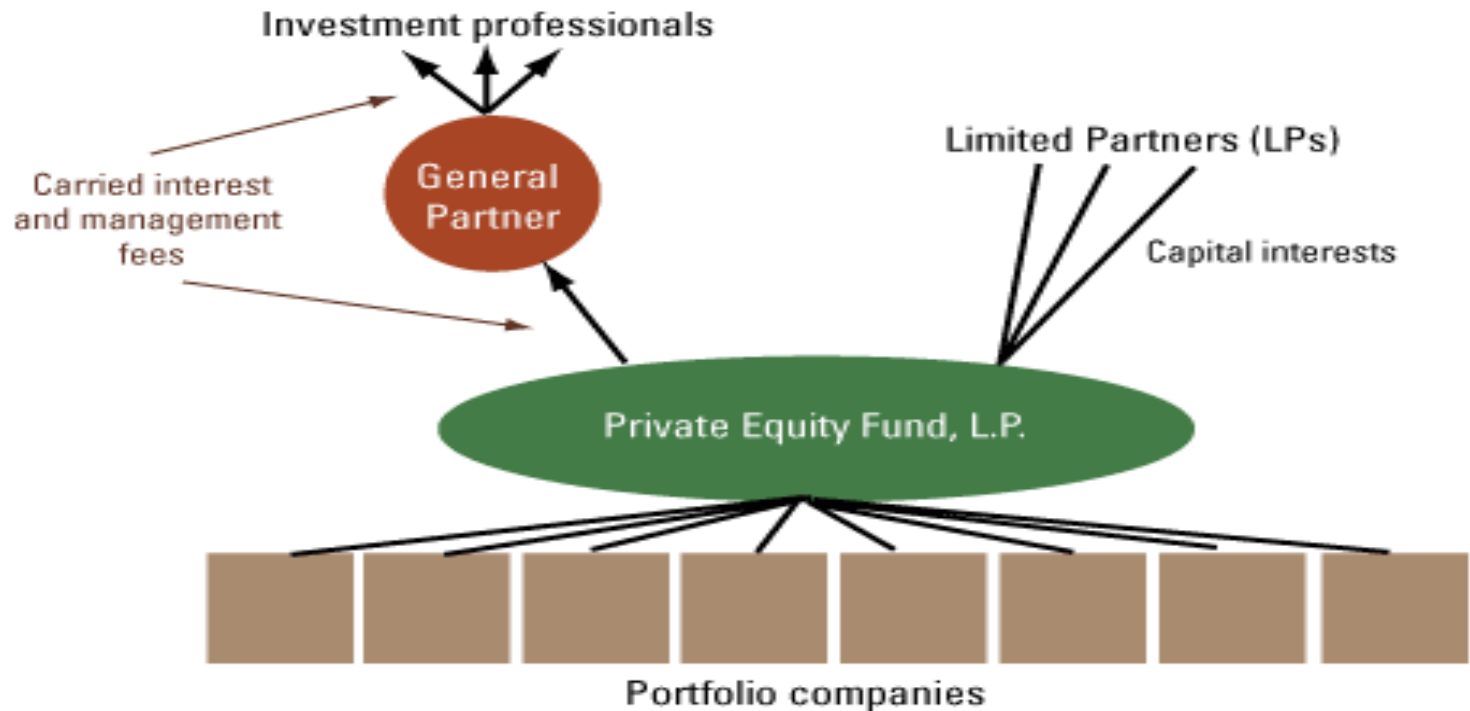 Investment professionals
General
Partner
Limited Partners (LPs)
Carried interest
and management
fees
Capital interests
Private Equity Fund, L.P.
Portfolio companies